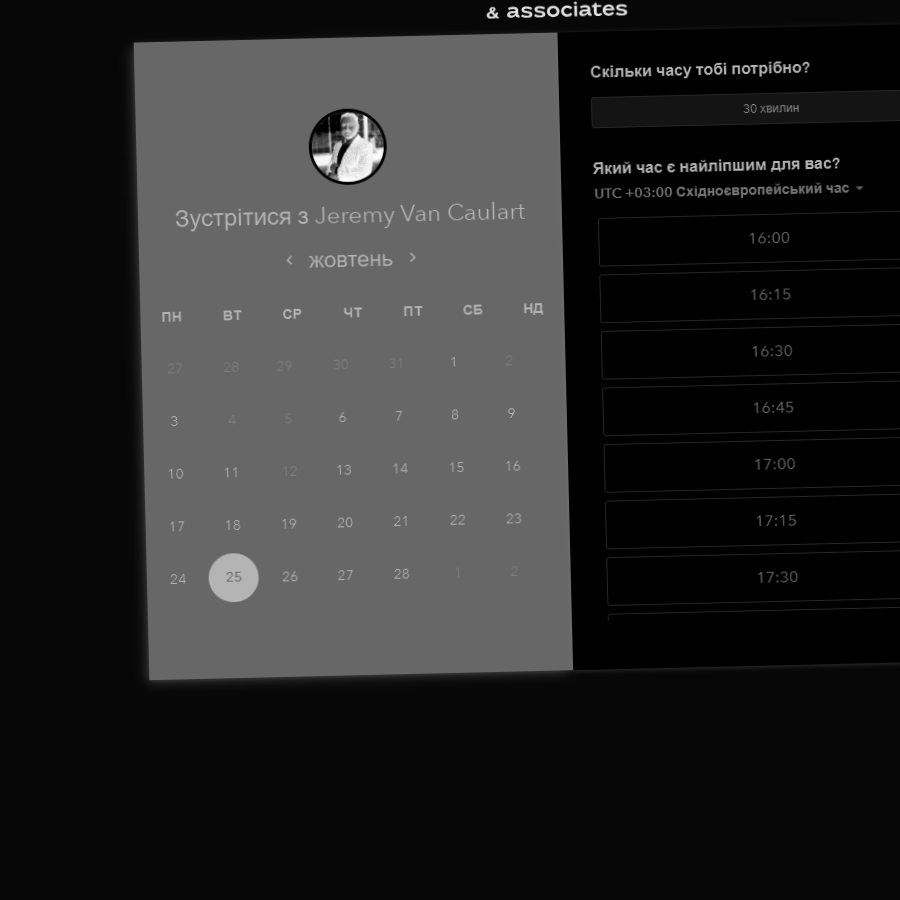 & associates
Зустрітися з Jeremy Van Caulart
жовтень
ПН ВТ СР ЧТ ПТ СБ НД
27 28 29 30 31 1 2
3 4 5 6 7 8 9
10 11 12 13 14 15 16
17 18 19 20 21 22 23
24 25 26 27 28 1 2
Скільки часу тобі потрібно?
30 хвилин
Який час є найліпшим для вас?
UTC +03:00 Східноєвропейський час
16:00
16:15
16:30
16:45
17:00
17:15
17:30